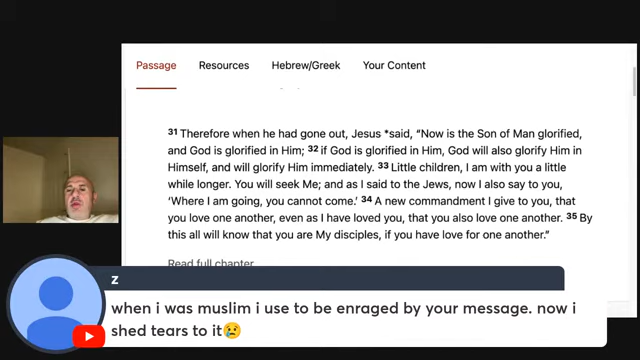 Passage Resources Hebrew/Greek Your Content
31 Therefore when he had gone out, Jesus *said, “Now is the Son of Man glorified,
and God is glorified in Him; 32 if God is glorified in Him, God will also glorify Him in
Himself, and will glorify Him immediately. 33 Little children, I am with you a little
while longer. You will seek Me; and as I said to the Jews, now I also say to you,
‘Where I am going, you cannot come.’ 34 A new commandment I give to you, that
you love one another, even as I have loved you, that you also love one another. 35 By
this all will know that you are My disciples, if you have love for one another.”
Read full chapter
z
when i was muslim i use to be enraged by your message. now i
shed tears to it😢